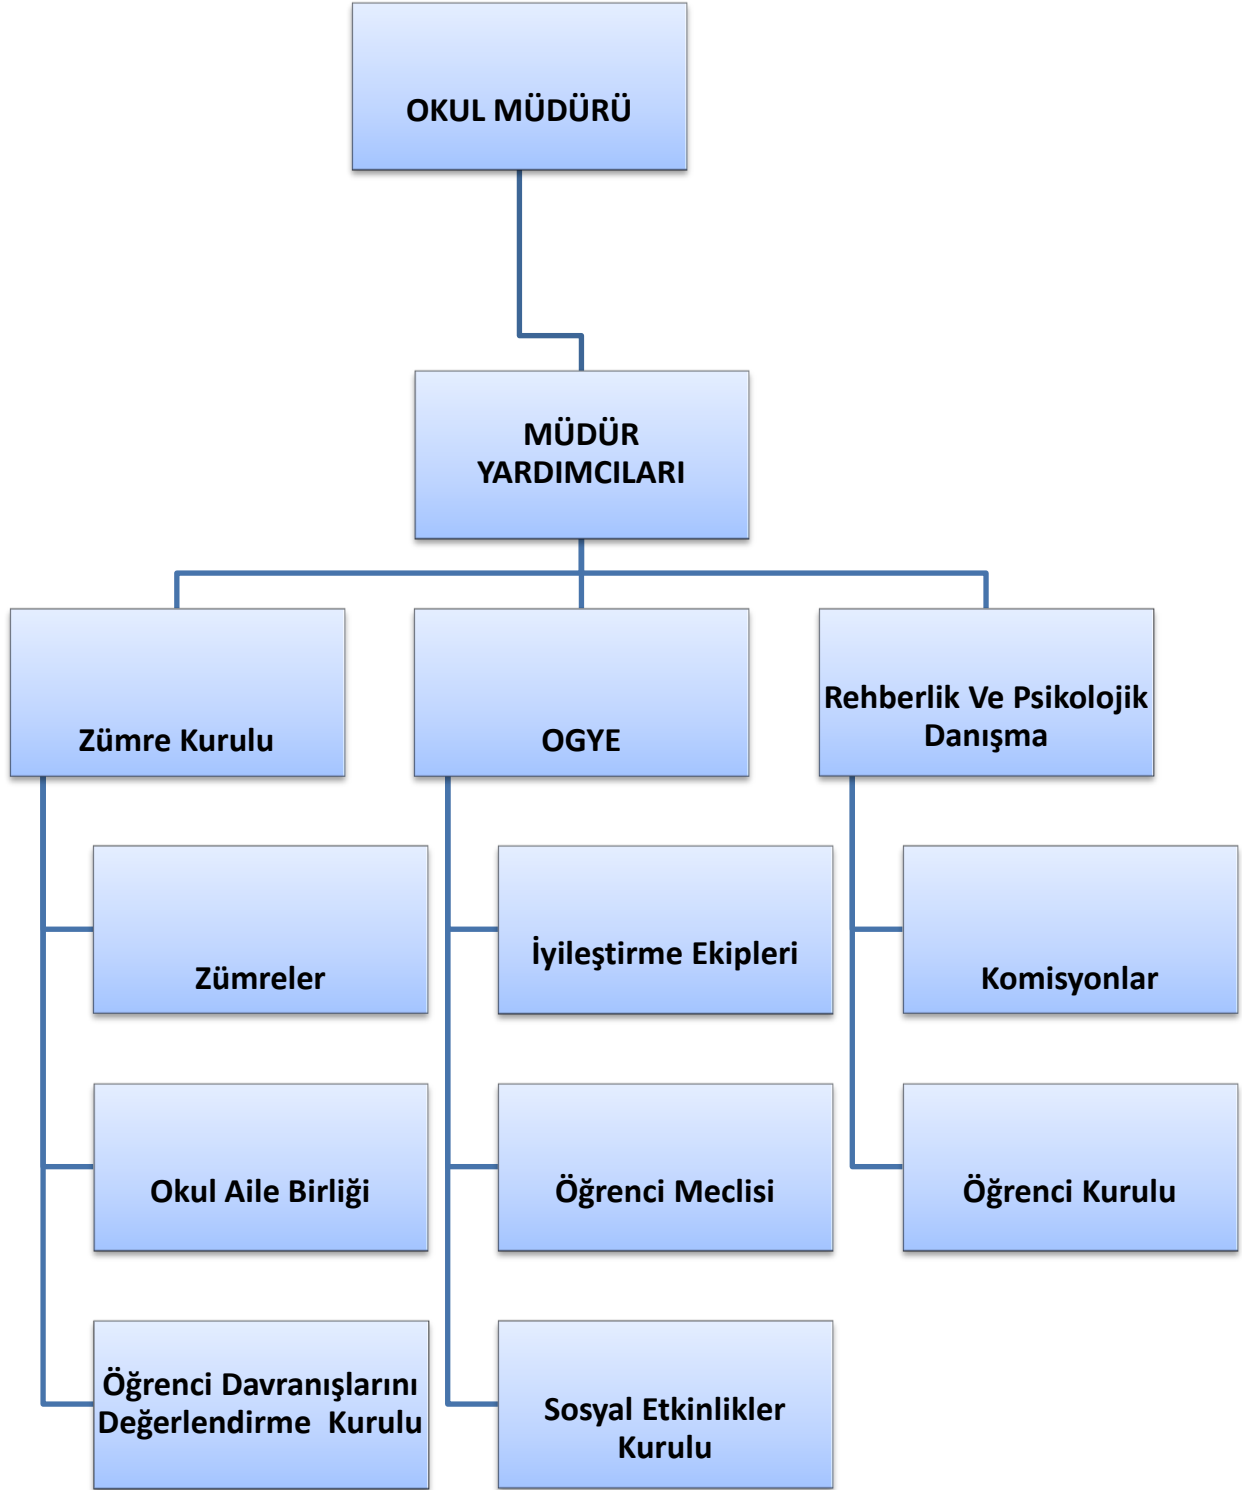 OKUL MÜDÜRÜ
MÜDÜR
YARDIMCILARI
Zümre Kurulu
OGYE
Rehberlik Ve Psikolojik
Danışma
Zümreler
İyileştirme Ekipleri
Komisyonlar
Okul Aile Birliği
Öğrenci Meclisi
Öğrenci Kurulu
Öğrenci Davranışlarını
Değerlendirme  Kurulu
Sosyal Etkinlikler
Kurulu